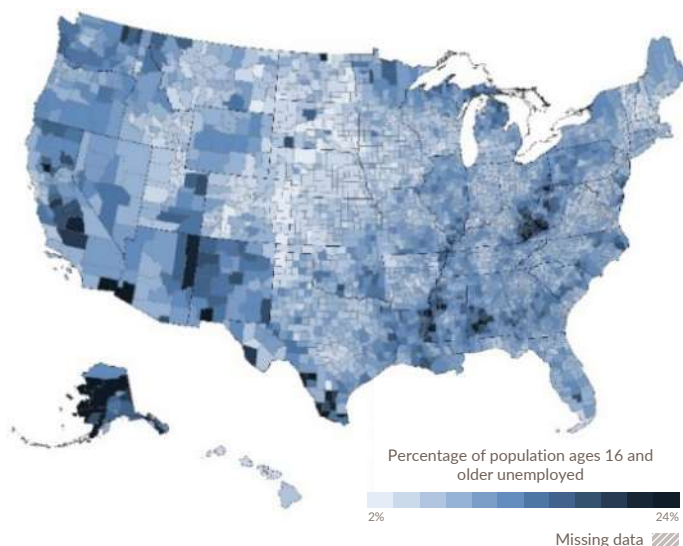 Percentage of population ages 16 and
older unemployed
2%
24%
Missing data